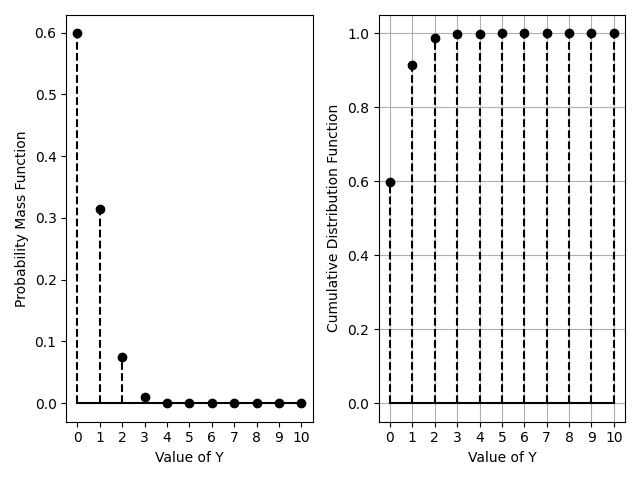 0.6
0.5
0.4
0.3
0.2
0.1
0.0
Probability Mass Function
0 1 2 3 4 5 6 7 8 9 10
Value of Y
1.0
0.8
0.6
0.4
0.2
0.0
Cumulative Distribution Function
0 1 2 3 4 5 6 7 8 9 10
Value of Y